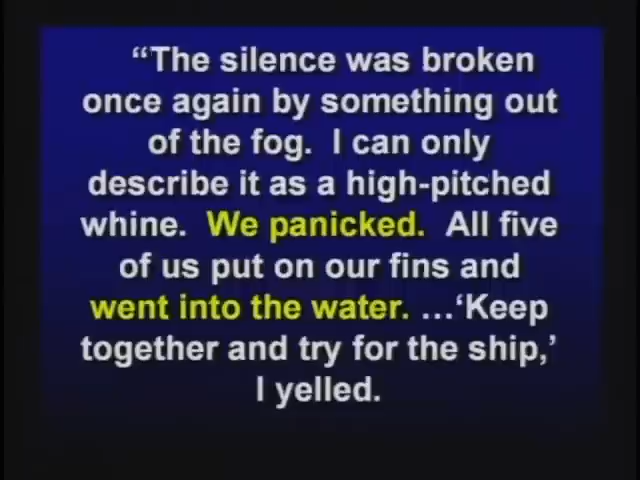 “The silence was broken
once again by something out
of the fog.  I can only
describe it as a high-pitched
whine.  We panicked.  All five
of us put on our fins and
went into the water. …‘Keep
together and try for the ship,’
I yelled.